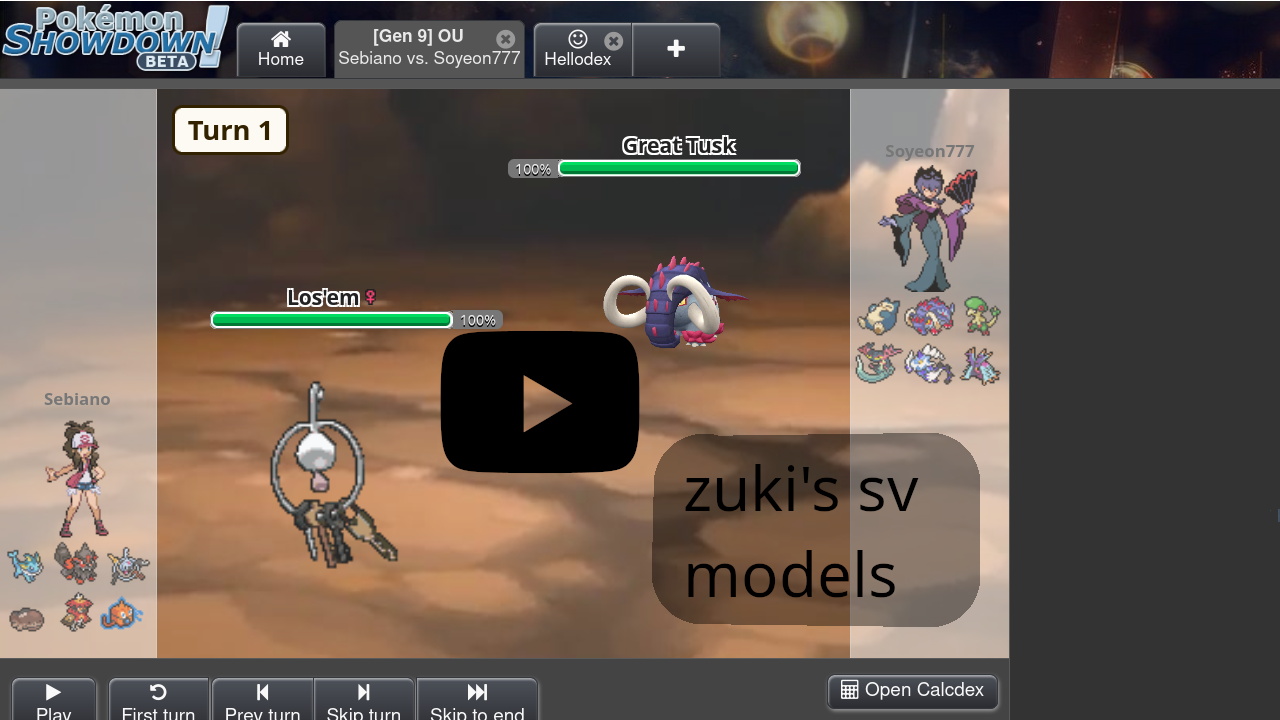 Pokémon
SHOWDOWN!
BETA
Home
[Gen 9] OU
Sebiano vs. Soyeon777
Hellodex
Turn 1
Great Tusk
100%
Soyeon777
Los'em ♀
100%
Sebiano
zuki's sv
models
Play
First turn
Prev turn
Skip turn
Skip to end
Open Calcdex